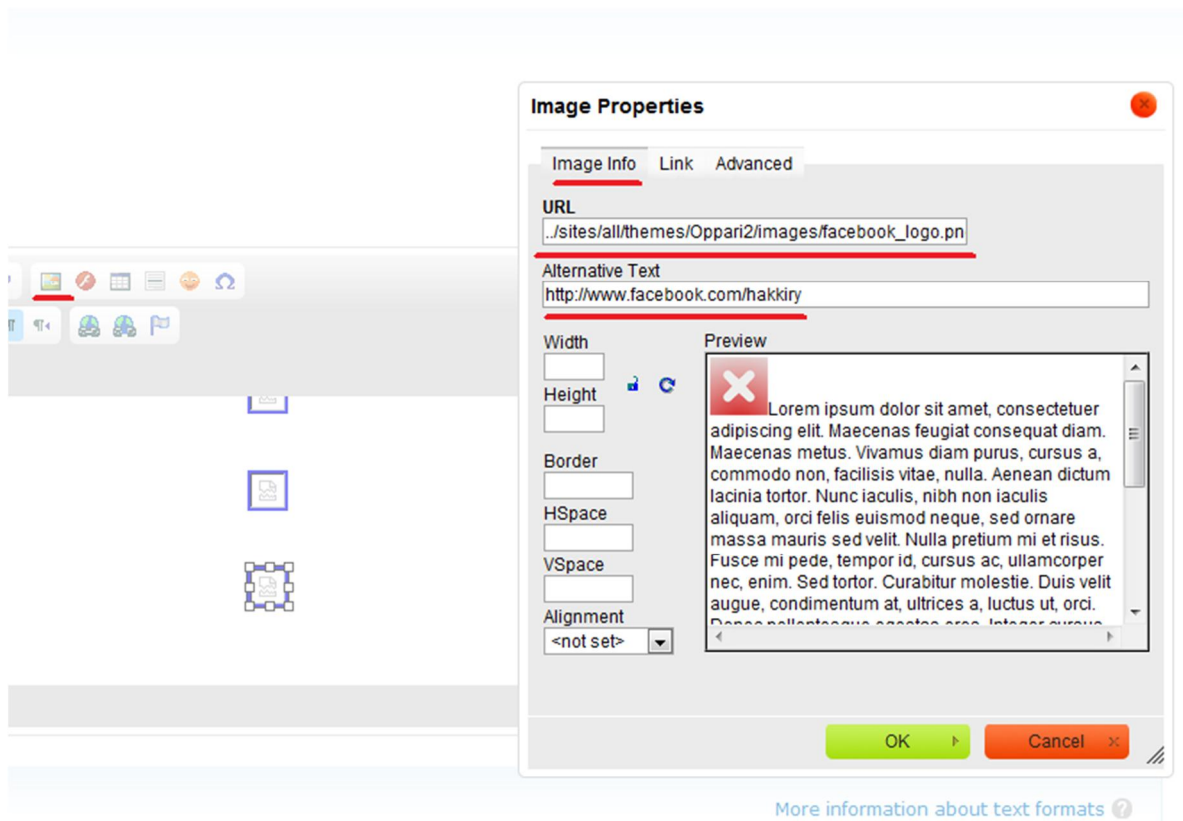 Image Properties
Image Info Link Advanced
URL
../sites/all/themes/Oppari2/images/facebook_logo.pn
Alternative Text
http://www.facebook.com/hakkiry
Width
Preview
Height
Lorem ipsum dolor sit amet, consectetuer
adipiscing elit. Maecenas feugiat consequat diam.
Maecenas metus. Vivamus diam purus, cursus a,
commodo non, facilisis vitae, nulla. Aenean dictum
lacinia tortor. Nunc iaculis, nibh non iaculis
aliquam, orci felis euismod neque, sed ornare
massa mauris sed velit. Nulla pretium mi et risus.
Fusce mi pede, tempor id, cursus ac, ullamcorper
nec, enim. Sed tortor. Curabitur molestie. Duis velit
augue, condimentum at, ultrices a, luctus ut, orci.
Border
HSpace
VSpace
Alignment
<not set>
OK
Cancel
More information about text formats